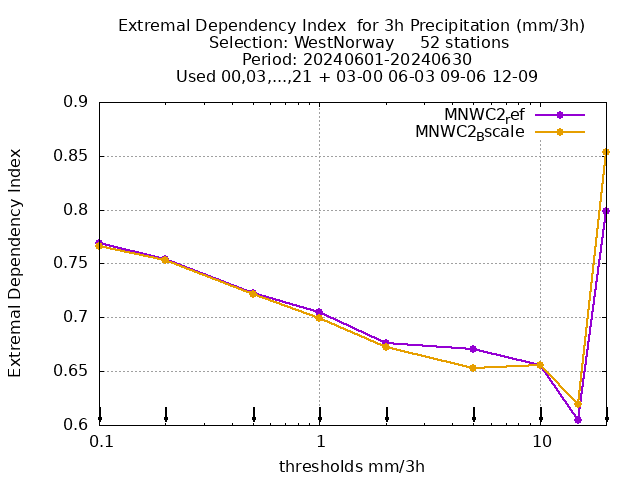 Extremal Dependency Index  for 3h Precipitation (mm/3h)
Selection: WestNorway     52 stations
Period: 20240601-20240630
Used 00,03,...,21 + 03-00 06-03 09-06 12-09
MNWC2ref
MNWC2Bscale
Extremal Dependency Index
0.9
0.85
0.8
0.75
0.7
0.65
0.6
0.1 1 10
thresholds mm/3h